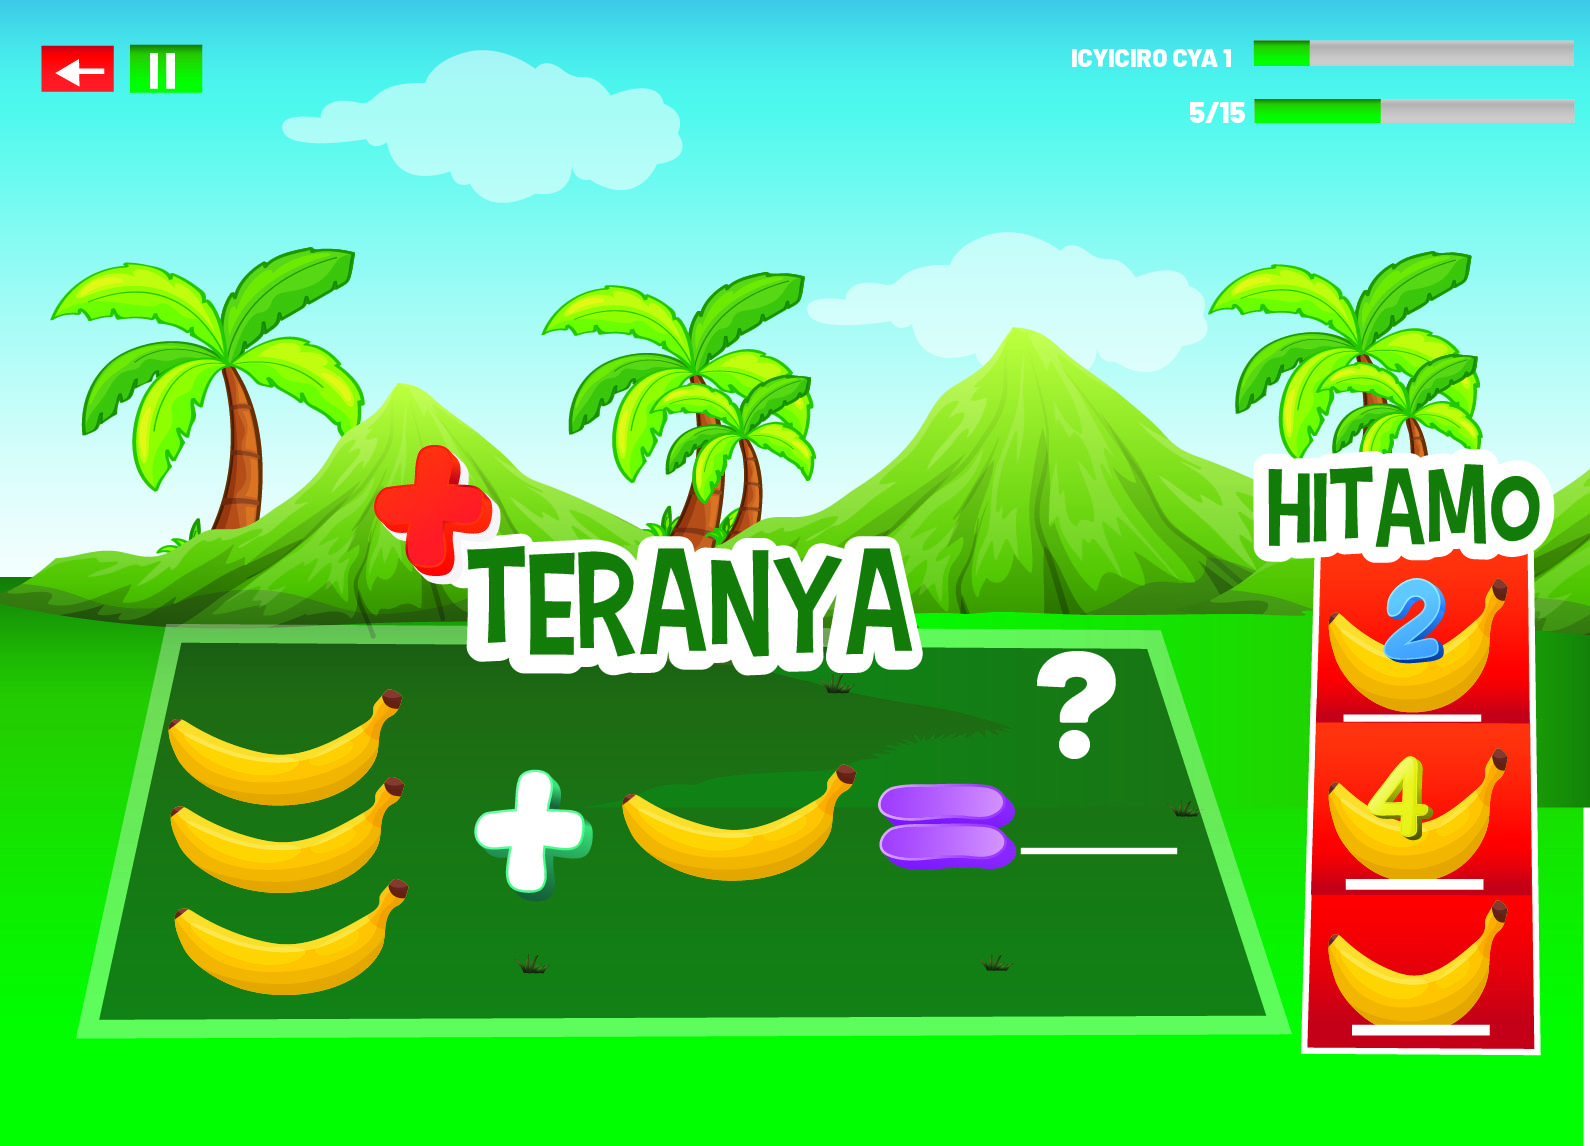 ICYICIRO CYA 1
5/15
HITAMO
+
TERANYA
2
?
+ =
4